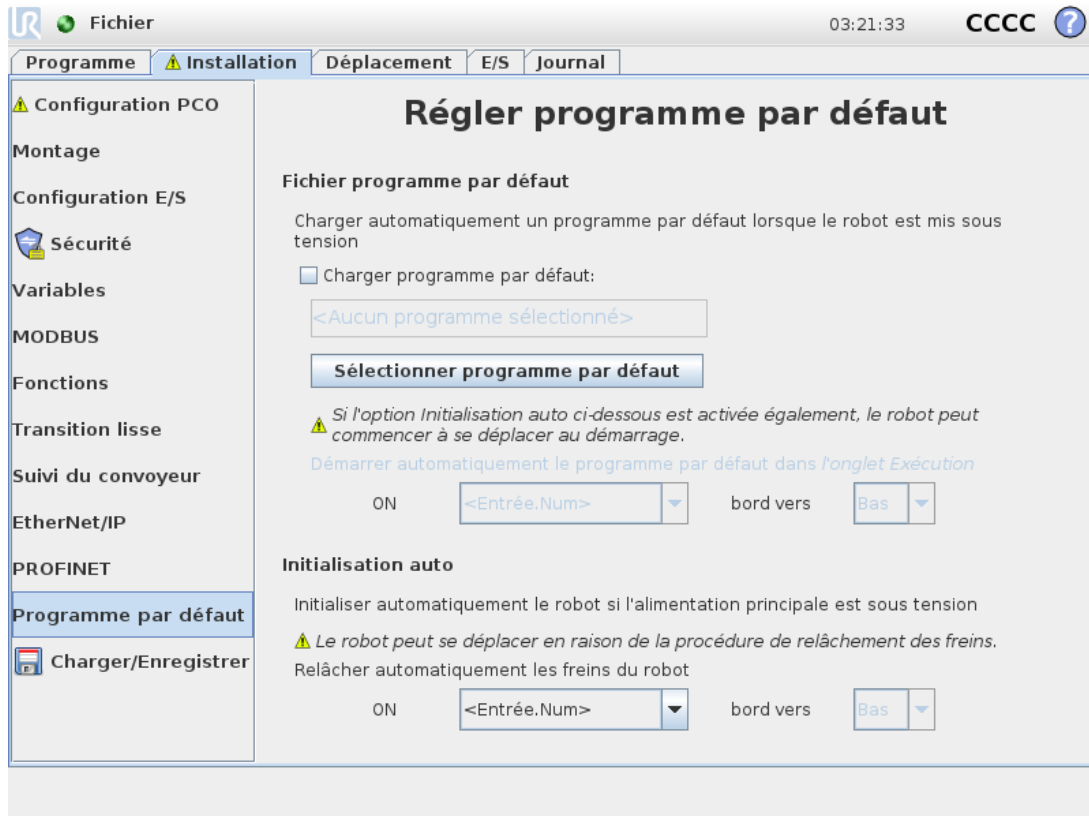 UR Fichier 03:21:33 CCCC ?
Programme Installation Déplacement E/S Journal
Configuration PCO
Montage
Configuration E/S
Sécurité
Variables
MODBUS
Fonctions
Transition lisse
Suivi du convoyeur
EtherNet/IP
PROFINET
Programme par défaut
Charger/Enregistrer
Régler programme par défaut
Fichier programme par défaut
Charger automatiquement un programme par défaut lorsque le robot est mis sous
tension
Charger programme par défaut:
<Aucun programme sélectionné>
Sélectionner programme par défaut
Si l'option Initialisation auto ci-dessous est activée également, le robot peut
commencer à se déplacer au démarrage.
Démarrer automatiquement le programme par défaut dans l'onglet Exécution
ON <Entrée.Num> bord vers Bas
Initialisation auto
Initialiser automatiquement le robot si l'alimentation principale est sous tension
Le robot peut se déplacer en raison de la procédure de relâchement des freins.
Relâcher automatiquement les freins du robot
ON <Entrée.Num> bord vers Bas